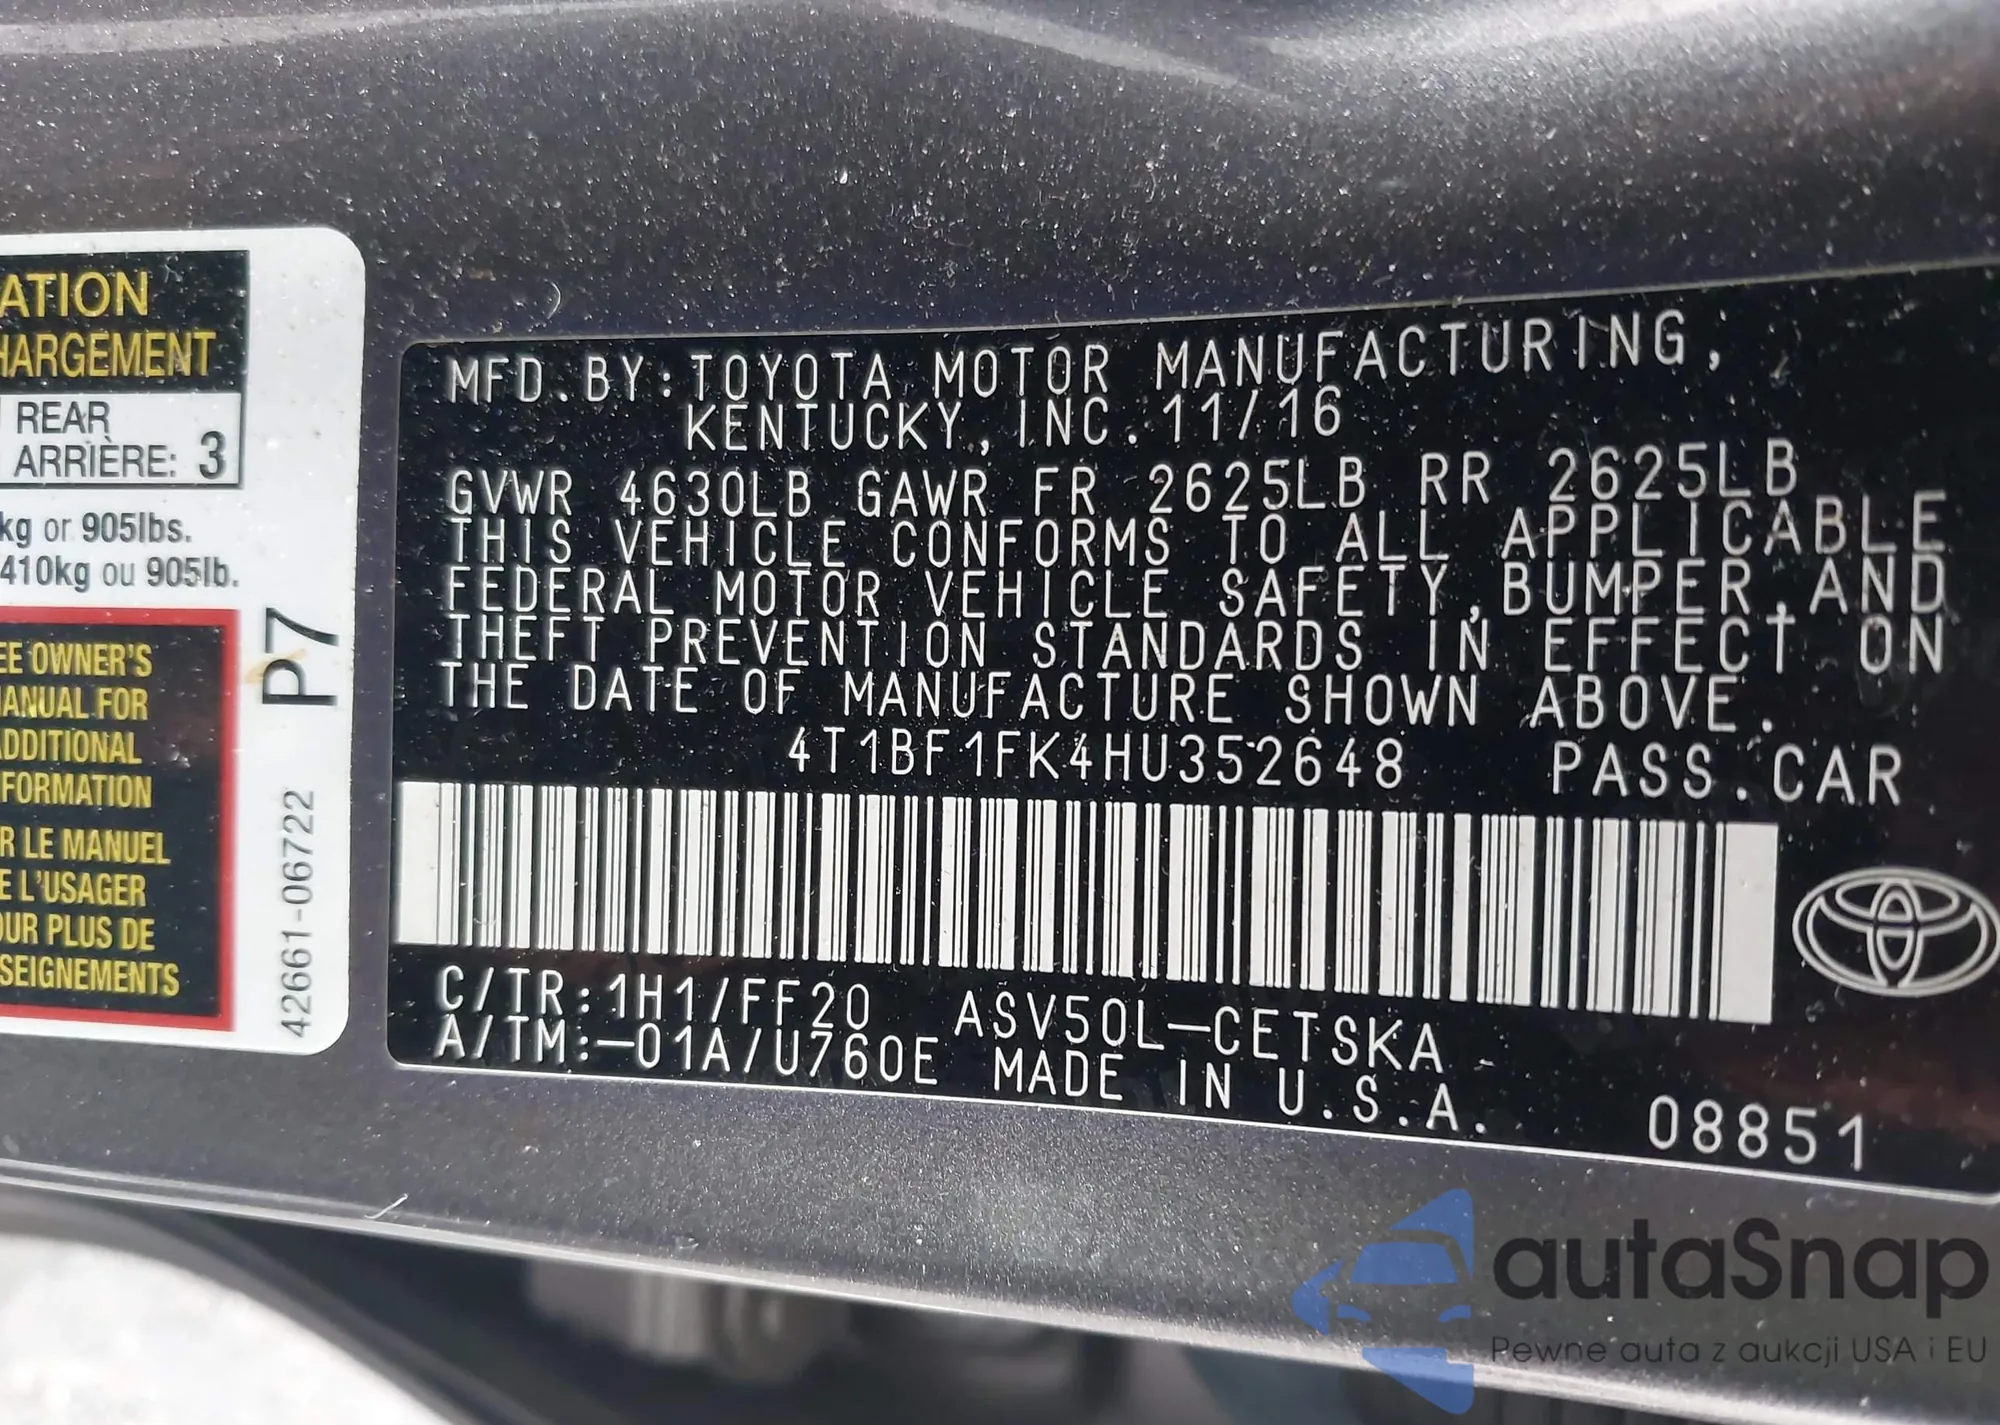 ATION
HARGEMENT
REAR
ARRIÈRE: 3
kg or 905lbs.
410kg ou 905lb.
EE OWNER'S
ANUAL FOR
ADDITIONAL
FORMATION
R LE MANUEL
E L'USAGER
OUR PLUS DE
SEIGNEMENTS
P7
42661-06722
MFD.BY:TOYOTA MOTOR MANUFACTURING,
KENTUCKY,INC.11/16
GVWR 4630LB GAWR FR 2625LB RR 2625LB
THIS VEHICLE CONFORMS TO ALL APPLICABLE
FEDERAL MOTOR VEHICLE SAFETY,BUMPER,AND
THEFT PREVENTION STANDARDS IN EFFECT ON
THE DATE OF MANUFACTURE SHOWN ABOVE.
4T1BF1FK4HU352648 PASS.CAR
C/TR:1H1/FF20 ASV50L-CETSKA
A/TM:-01A/U760E MADE IN U.S.A.
08851
autaSnap
Pewne auta z aukcji USA i EU